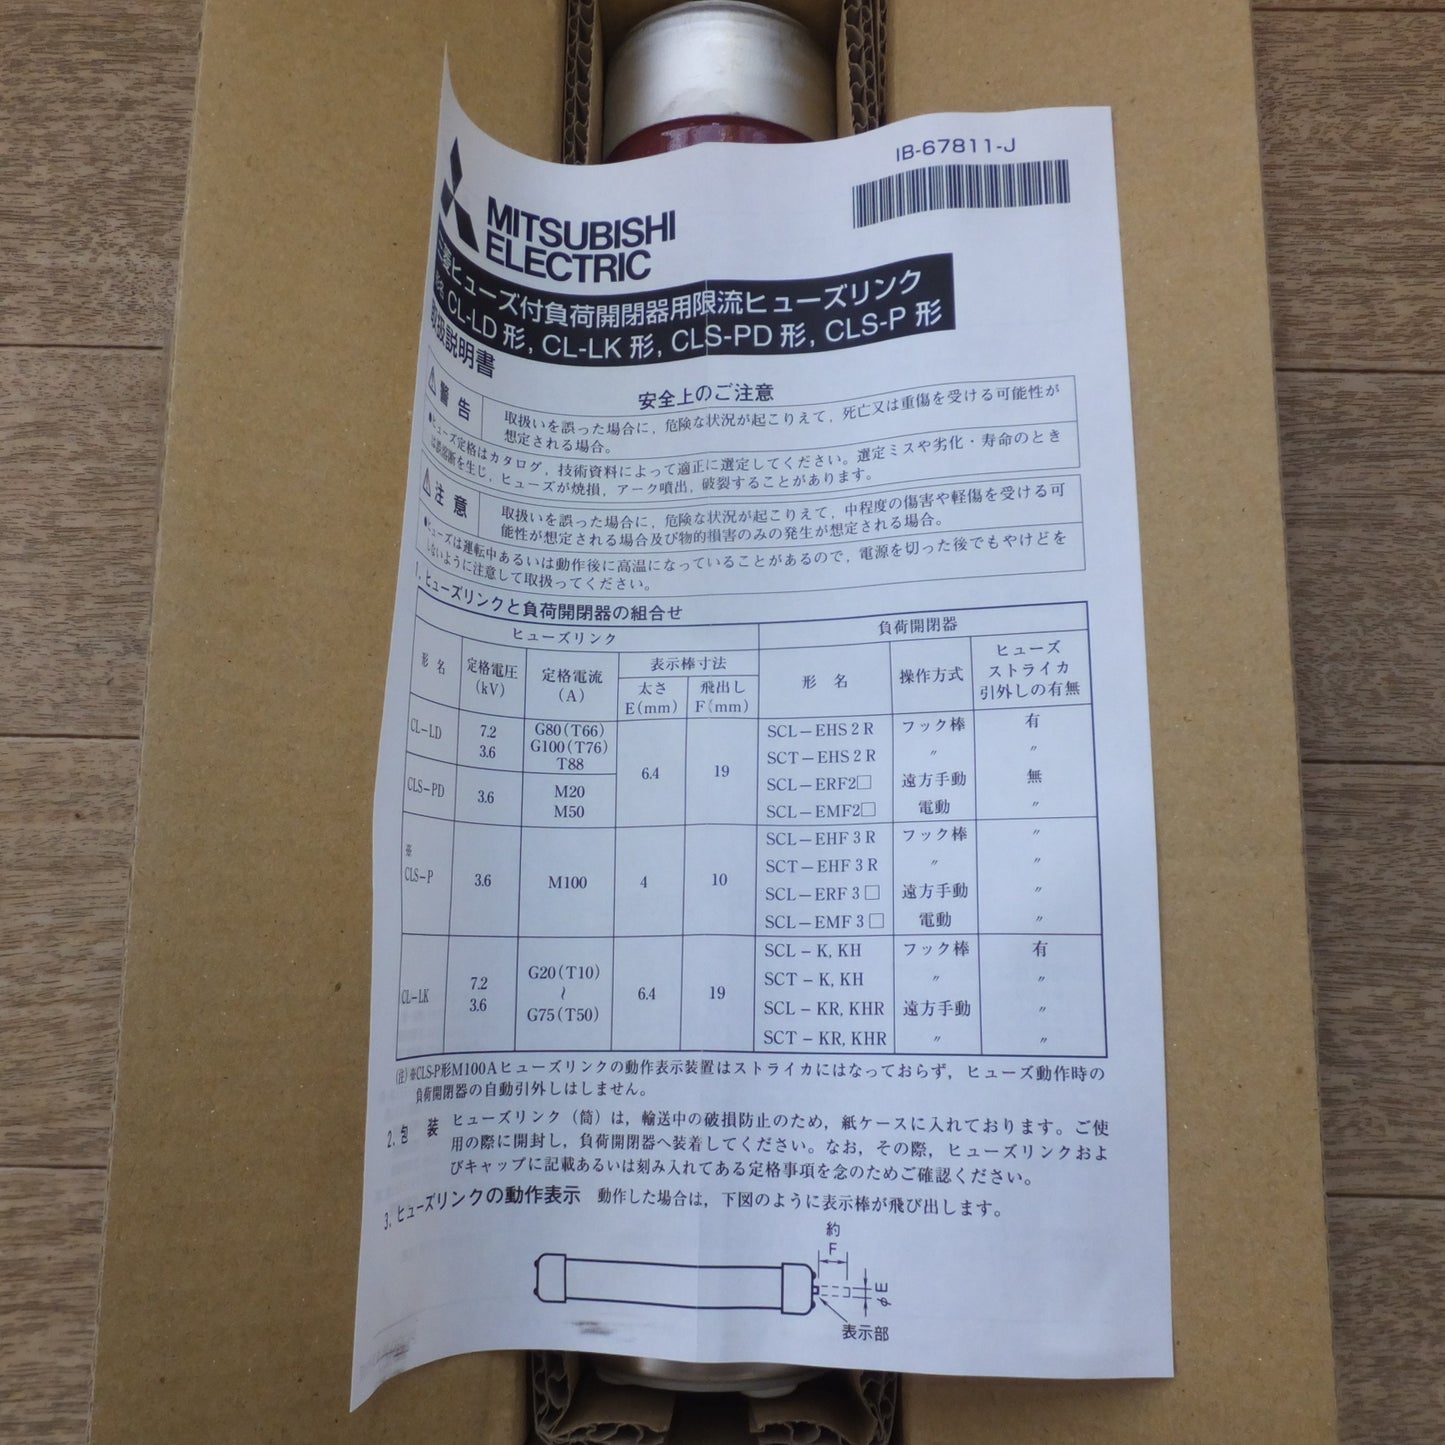 IB-67811-J
MITSUBISHI
ELECTRIC
三菱ヒューズ付負荷開閉器用限流ヒューズリンク
形名 CL-LD 形, CL-LK 形, CLS-PD 形, CLS-P 形
取扱説明書
安全上のご注意
警告
取扱いを誤った場合に, 危険な状況が起こりえて, 死亡又は重傷を受ける可能性が
想定される場合。
●ヒューズ定格はカタログ, 技術資料によって適正に選定してください。選定ミスや劣化・寿命のとき
は誤溶断を生じ, ヒューズが焼損, アーク噴出, 破裂することがあります。
注意
取扱いを誤った場合に, 危険な状況が起こりえて, 中程度の傷害や軽傷を受ける可
能性が想定される場合及び物的損害のみの発生が想定される場合。
●ヒューズは運転中あるいは動作後に高温になっていることがあるので, 電源を切った後でもやけどを
しないように注意して取扱ってください。
1. ヒューズリンクと負荷開閉器の組合せ
ヒューズリンク 負荷開閉器
形 名 定格電圧 (kV) 定格電流 (A) 表示棒寸法 太さ E(mm) 飛出し F(mm) 形 名 操作方式 ヒューズ ストライカ 引外しの有無
CL-LD 7.2 3.6 G80(T66) G100(T76) T88 6.4 19
CLS-PD 3.6 M20 M50
SCL-EHS2R フック棒 有
SCT-EHS2R 〃 〃
SCL-ERF2□ 遠方手動 無
SCL-EMF2□ 電動 〃
※ CLS-P 3.6 M100 4 10
SCL-EHF3R フック棒 〃
SCT-EHF3R 〃 〃
SCL-ERF3□ 遠方手動 〃
SCL-EMF3□ 電動 〃
CL-LK 7.2 3.6 G20(T10) ～ G75(T50) 6.4 19
SCL-K, KH フック棒 有
SCT-K, KH 〃 〃
SCL-KR, KHR 遠方手動 〃
SCT-KR, KHR 〃 〃
(注) ※CLS-P形M100Aヒューズリンクの動作表示装置はストライカにはなっておらず, ヒューズ動作時の
負荷開閉器の自動引外しはしません。
2. 包 装 ヒューズリンク（筒）は, 輸送中の破損防止のため, 紙ケースに入れております。ご使
用の際に開封し, 負荷開閉器へ装着してください。なお, その際, ヒューズリンクおよ
びキャップに記載あるいは刻み入れてある定格事項を念のためご確認ください。
3. ヒューズリンクの動作表示 動作した場合は, 下図のように表示棒が飛び出します。
約
F
φE
表示部